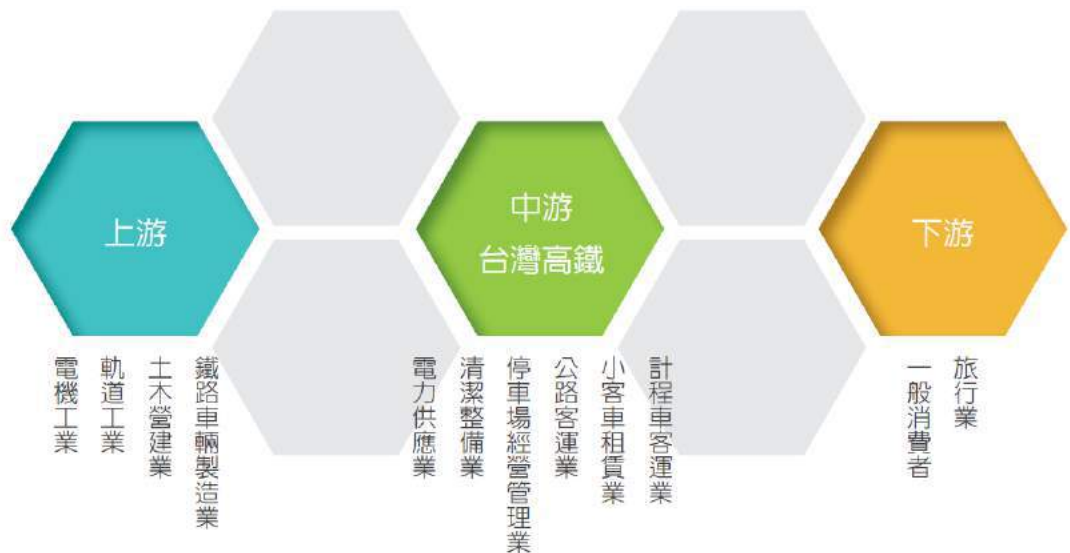 上游
中游
台灣高鐵
下游
鐵路車輛製造業
土木營建業
軌道工業
電機工業
計程車客運業
小客車租賃業
公路客運業
停車場經營管理業
清潔整備業
電力供應業
旅行業
一般消費者